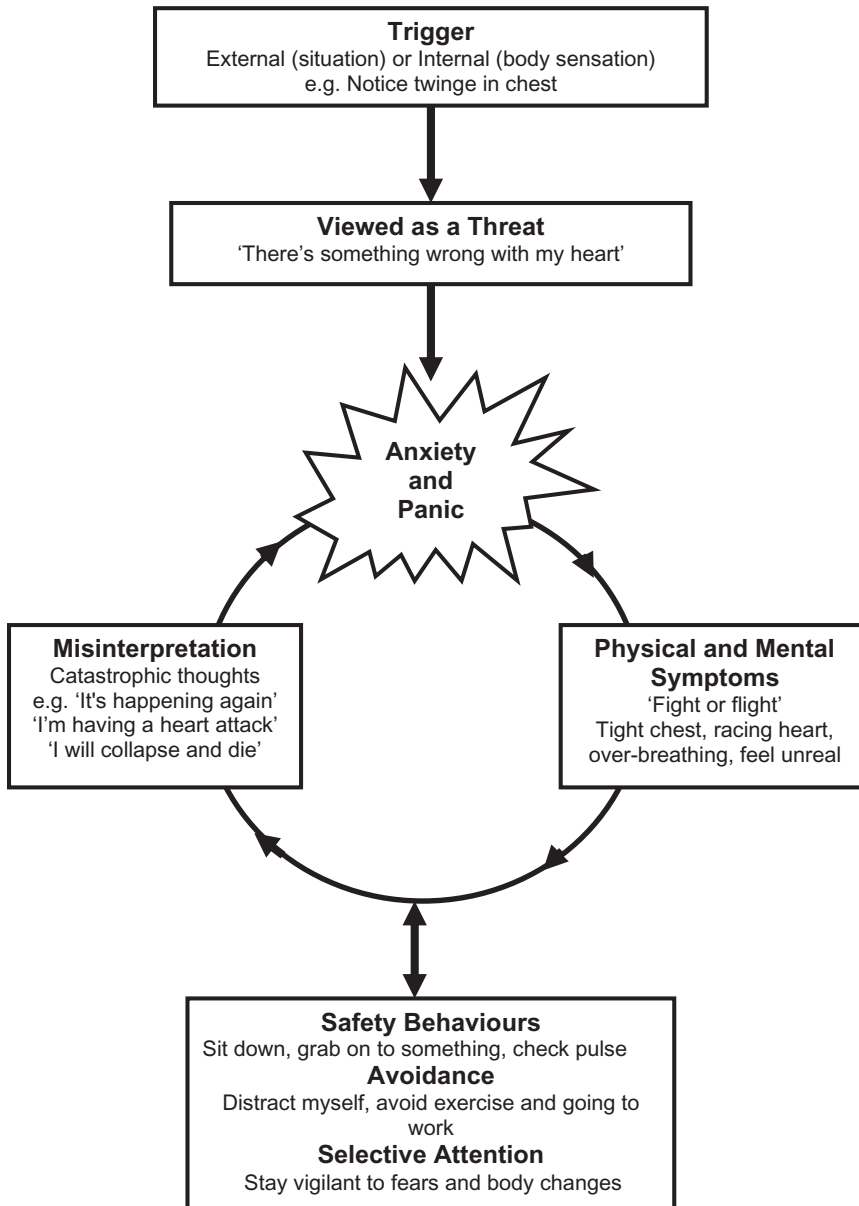 Trigger
External (situation) or Internal (body sensation)
e.g. Notice twinge in chest
Viewed as a Threat
‘There’s something wrong with my heart’
Anxiety
and
Panic
Misinterpretation
Catastrophic thoughts
e.g. ‘It's happening again’
‘I’m having a heart attack’
‘I will collapse and die’
Physical and Mental
Symptoms
‘Fight or flight’
Tight chest, racing heart,
over-breathing, feel unreal
Safety Behaviours
Sit down, grab on to something, check pulse
Avoidance
Distract myself, avoid exercise and going to
work
Selective Attention
Stay vigilant to fears and body changes